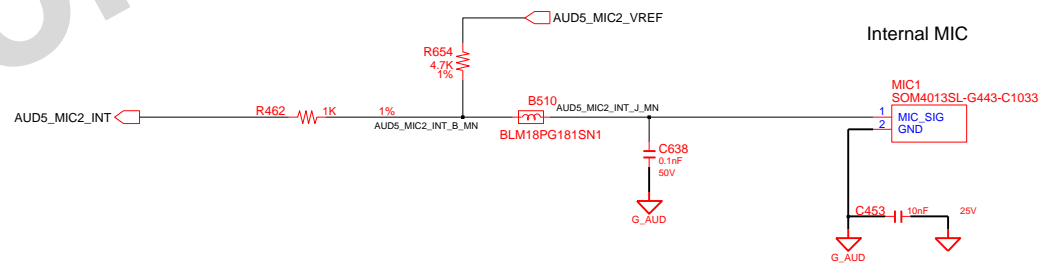 AUD5_MIC2_VREF
Internal MIC
R654
4.7K
1%
MIC1
SOM4013SL-G443-C1033
AUD5_MIC2_INT
R462 1K 1%
AUD5_MIC2_INT_B_MN
B510
AUD5_MIC2_INT_J_MN
BLM18PG181SN1
1 MIC_SIG
2 GND
C638
0.1nF
50V
G_AUD
C453 10nF 25V
G_AUD